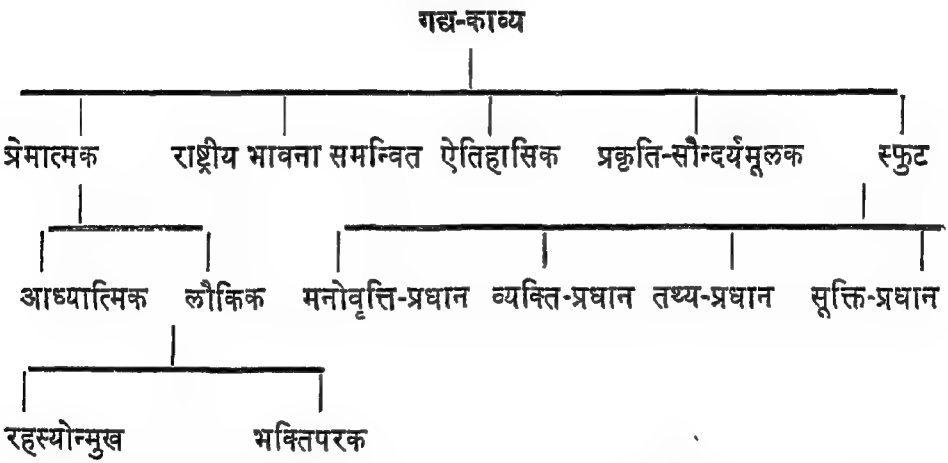 गद्य-काव्य
प्रेमात्मक राष्ट्रीय भावना समन्वित ऐतिहासिक प्रकृति-सौन्दर्यमूलक स्फुट
आध्यात्मिक लौकिक मनोवृत्ति-प्रधान व्यक्ति-प्रधान तथ्य-प्रधान सूक्ति-प्रधान
रहस्योन्मुख भक्तिपरक